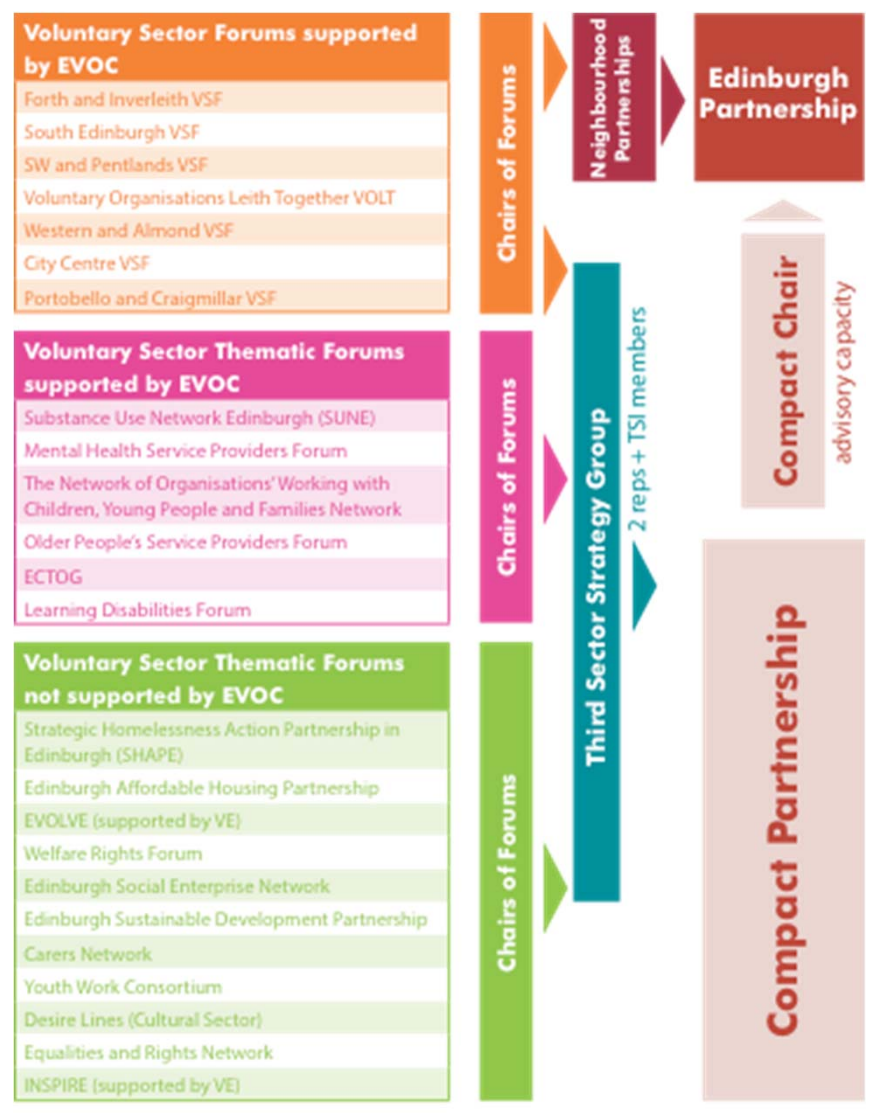 Voluntary Sector Forums supported
by EVOC
Forth and Inverleith VSF
South Edinburgh VSF
SW and Pentlands VSF
Voluntary Organisations Leith Together VOLT
Western and Almond VSF
City Centre VSF
Portobello and Craigmillar VSF
Chairs of Forums
Neighbourhood
Partnerships
Edinburgh
Partnership
Voluntary Sector Thematic Forums
supported by EVOC
Substance Use Network Edinburgh (SUNE)
Mental Health Service Providers Forum
The Network of Organisations' Working with
Children, Young People and Families Network
Older People's Service Providers Forum
ECTOG
Learning Disabilities Forum
Chairs of Forums
Voluntary Sector Thematic Forums
not supported by EVOC
Strategic Homelessness Action Partnership in
Edinburgh (SHAPE)
Edinburgh Affordable Housing Partnership
EVOLVE (supported by VE)
Welfare Rights Forum
Edinburgh Social Enterprise Network
Edinburgh Sustainable Development Partnership
Carers Network
Youth Work Consortium
Desire Lines (Cultural Sector)
Equalities and Rights Network
INSPIRE (supported by VE)
Chairs of Forums
Third Sector Strategy Group
2 reps + TSI members
Compact Chair
advisory capacity
Compact Partnership